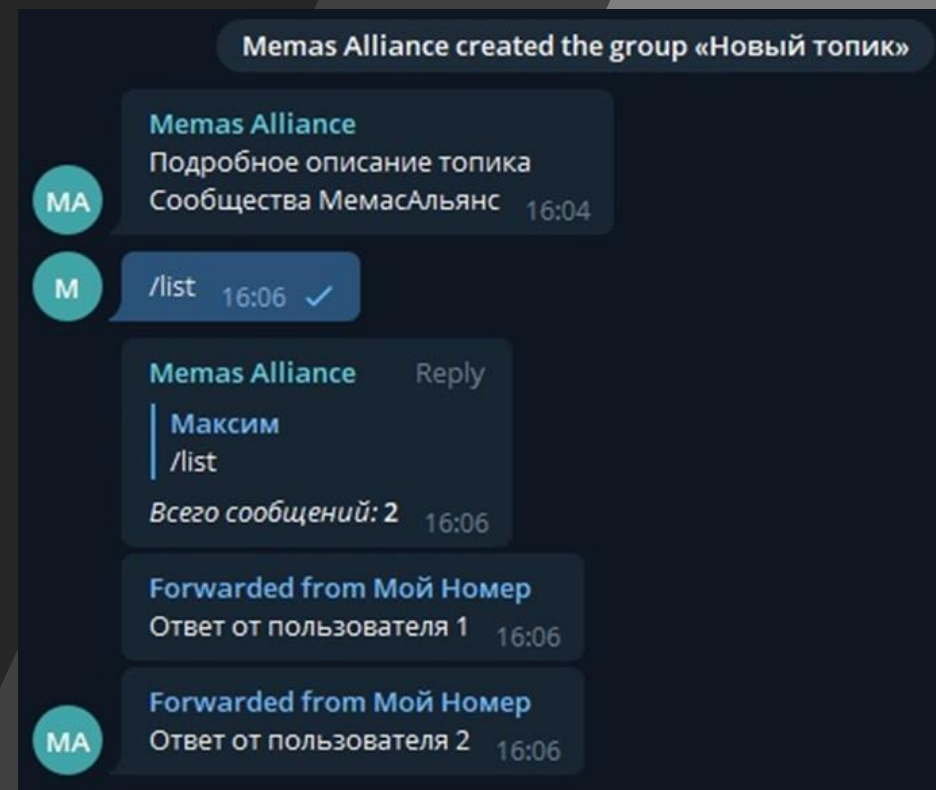 Memas Alliance created the group «Новый топик»
Memas Alliance
Подробное описание топика
Сообщества МемасАльянс 16:04
MA
M
/list 16:06
Memas Alliance Reply
Максим
/list
Всего сообщений: 2 16:06
Forwarded from Мой Номер
Ответ от пользователя 1 16:06
Forwarded from Мой Номер
Ответ от пользователя 2 16:06
MA